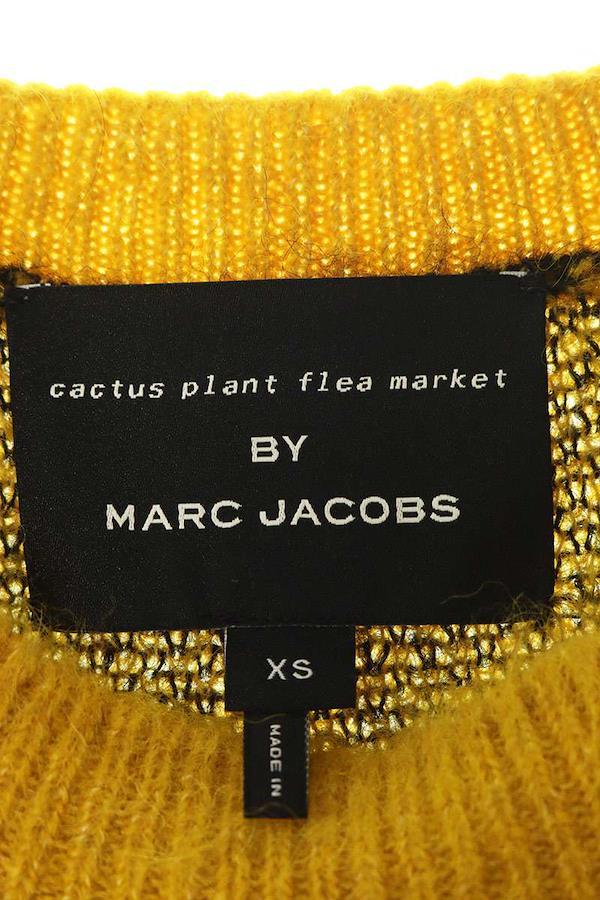 cactus plant flea market
BY
MARC JACOBS
XS
MADE IN